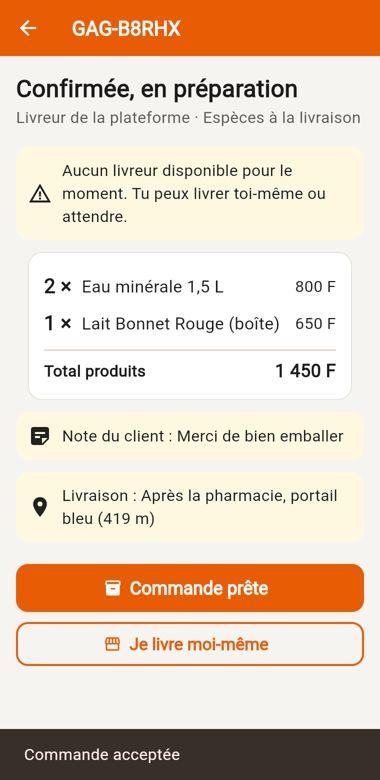 GAG-B8RHX
Confirmée, en préparation
Livreur de la plateforme · Espèces à la livraison
Aucun livreur disponible pour le
moment. Tu peux livrer toi-même ou
attendre.
2 × Eau minérale 1,5 L 800 F
1 × Lait Bonnet Rouge (boîte) 650 F
Total produits 1 450 F
Note du client : Merci de bien emballer
Livraison : Après la pharmacie, portail
bleu (419 m)
Commande prête
Je livre moi-même
Commande acceptée